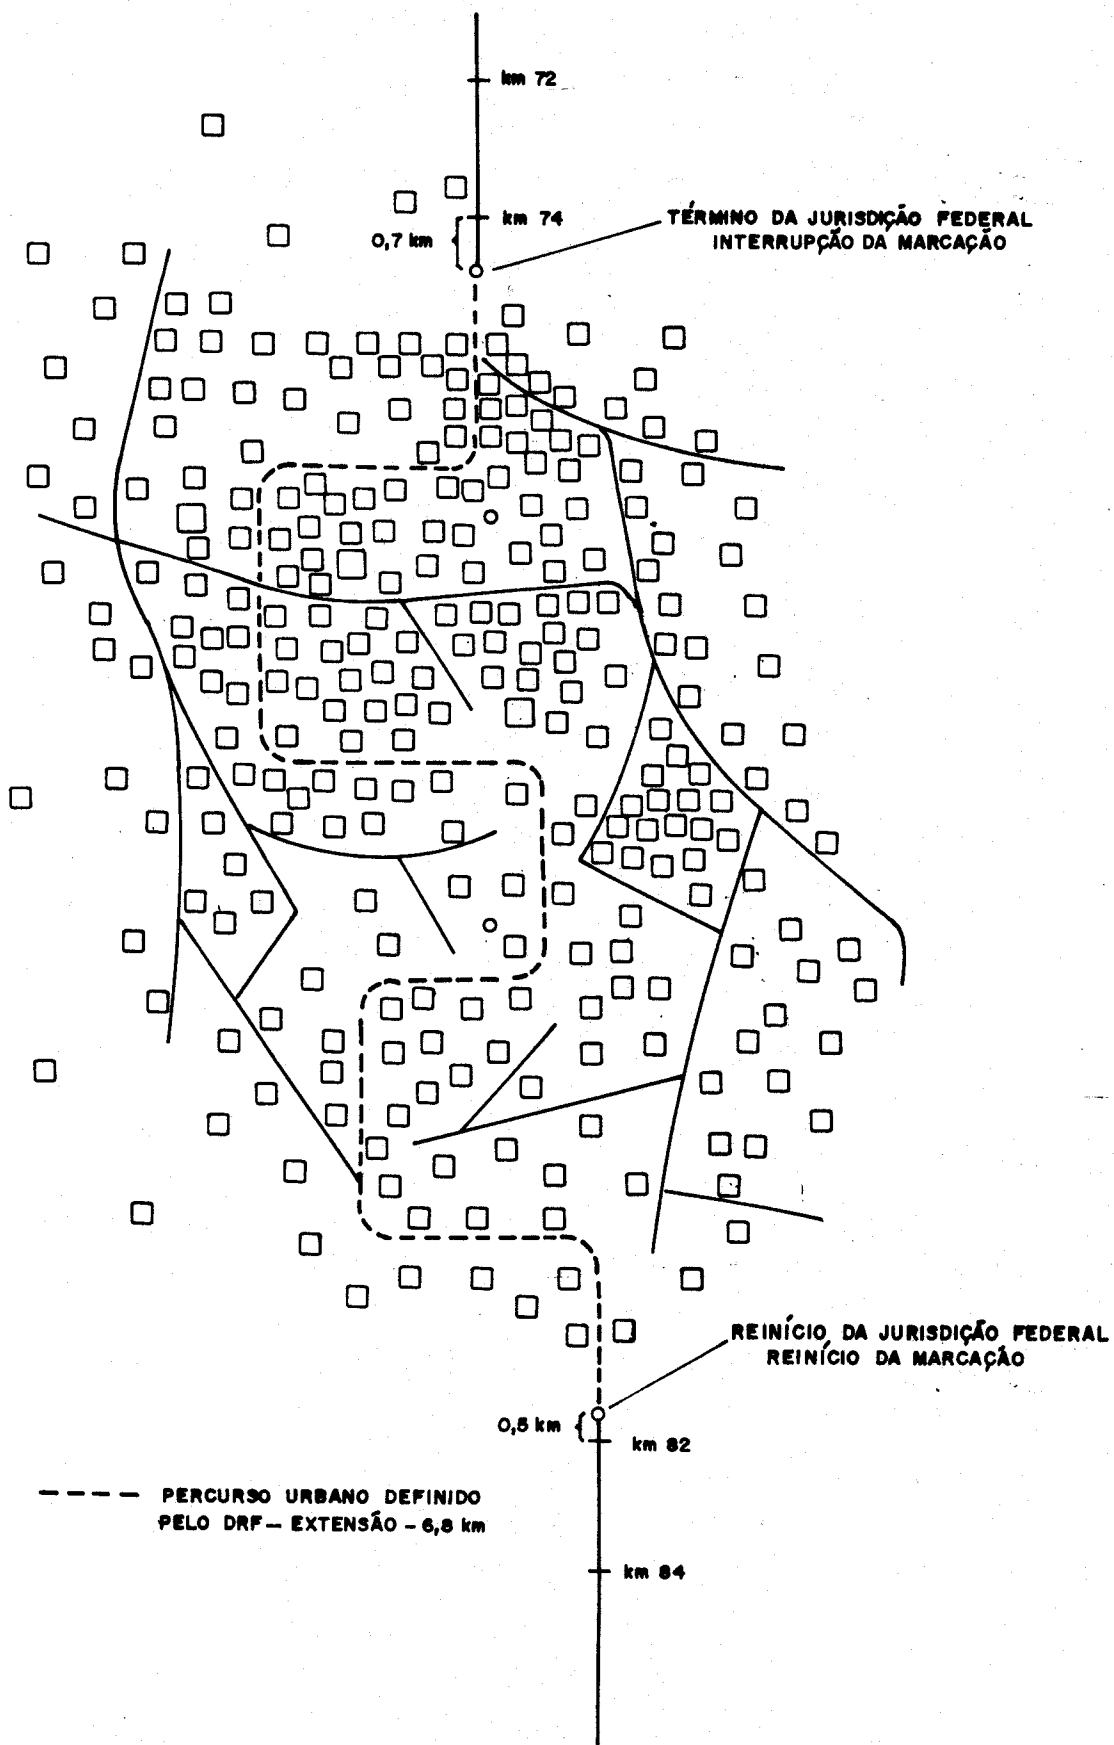 km 72
km 74
0,7 km
TÉRMINO DA JURISDIÇÃO FEDERAL
INTERRUPÇÃO DA MARCAÇÃO
REINÍCIO DA JURISDIÇÃO FEDERAL
REINÍCIO DA MARCAÇÃO
0,5 km
km 82
PERCURSO URBANO DEFINIDO
PELO DRF — EXTENSÃO - 6,8 km
km 84